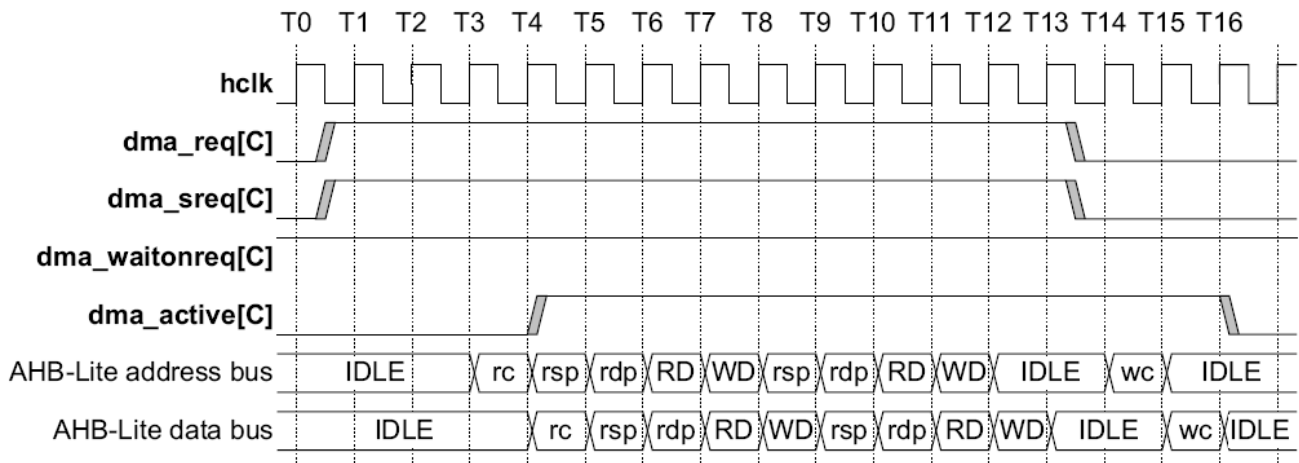 T0 T1 T2 T3 T4 T5 T6 T7 T8 T9 T10 T11 T12 T13 T14 T15 T16
hclk
dma_req[C]
dma_sreq[C]
dma_waitonreq[C]
dma_active[C]
AHB-Lite address bus IDLE rc rsp rdp RD WD rsp rdp RD WD IDLE wc IDLE
AHB-Lite data bus IDLE rc rsp rdp RD WD rsp rdp RD WD IDLE wc IDLE